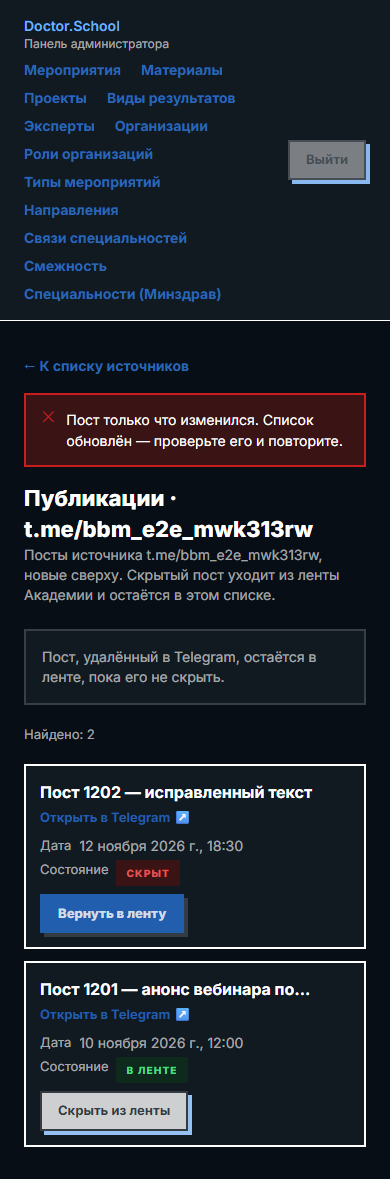 Doctor.School
Панель администратора
Мероприятия Материалы
Проекты Виды результатов
Эксперты Организации
Роли организаций
Выйти
Типы мероприятий
Направления
Связи специальностей
Смежность
Специальности (Минздрав)
← К списку источников
Пост только что изменился. Список
обновлён — проверьте его и повторите.
Публикации ·
t.me/bbm_e2e_mwk313rw
Посты источника t.me/bbm_e2e_mwk313rw,
новые сверху. Скрытый пост уходит из ленты
Академии и остаётся в этом списке.
Пост, удалённый в Telegram, остаётся в
ленте, пока его не скрыть.
Найдено: 2
Пост 1202 — исправленный текст
Открыть в Telegram ↗
Дата 12 ноября 2026 г., 18:30
Состояние СКРЫТ
Вернуть в ленту
Пост 1201 — анонс вебинара по...
Открыть в Telegram ↗
Дата 10 ноября 2026 г., 12:00
Состояние В ЛЕНТЕ
Скрыть из ленты